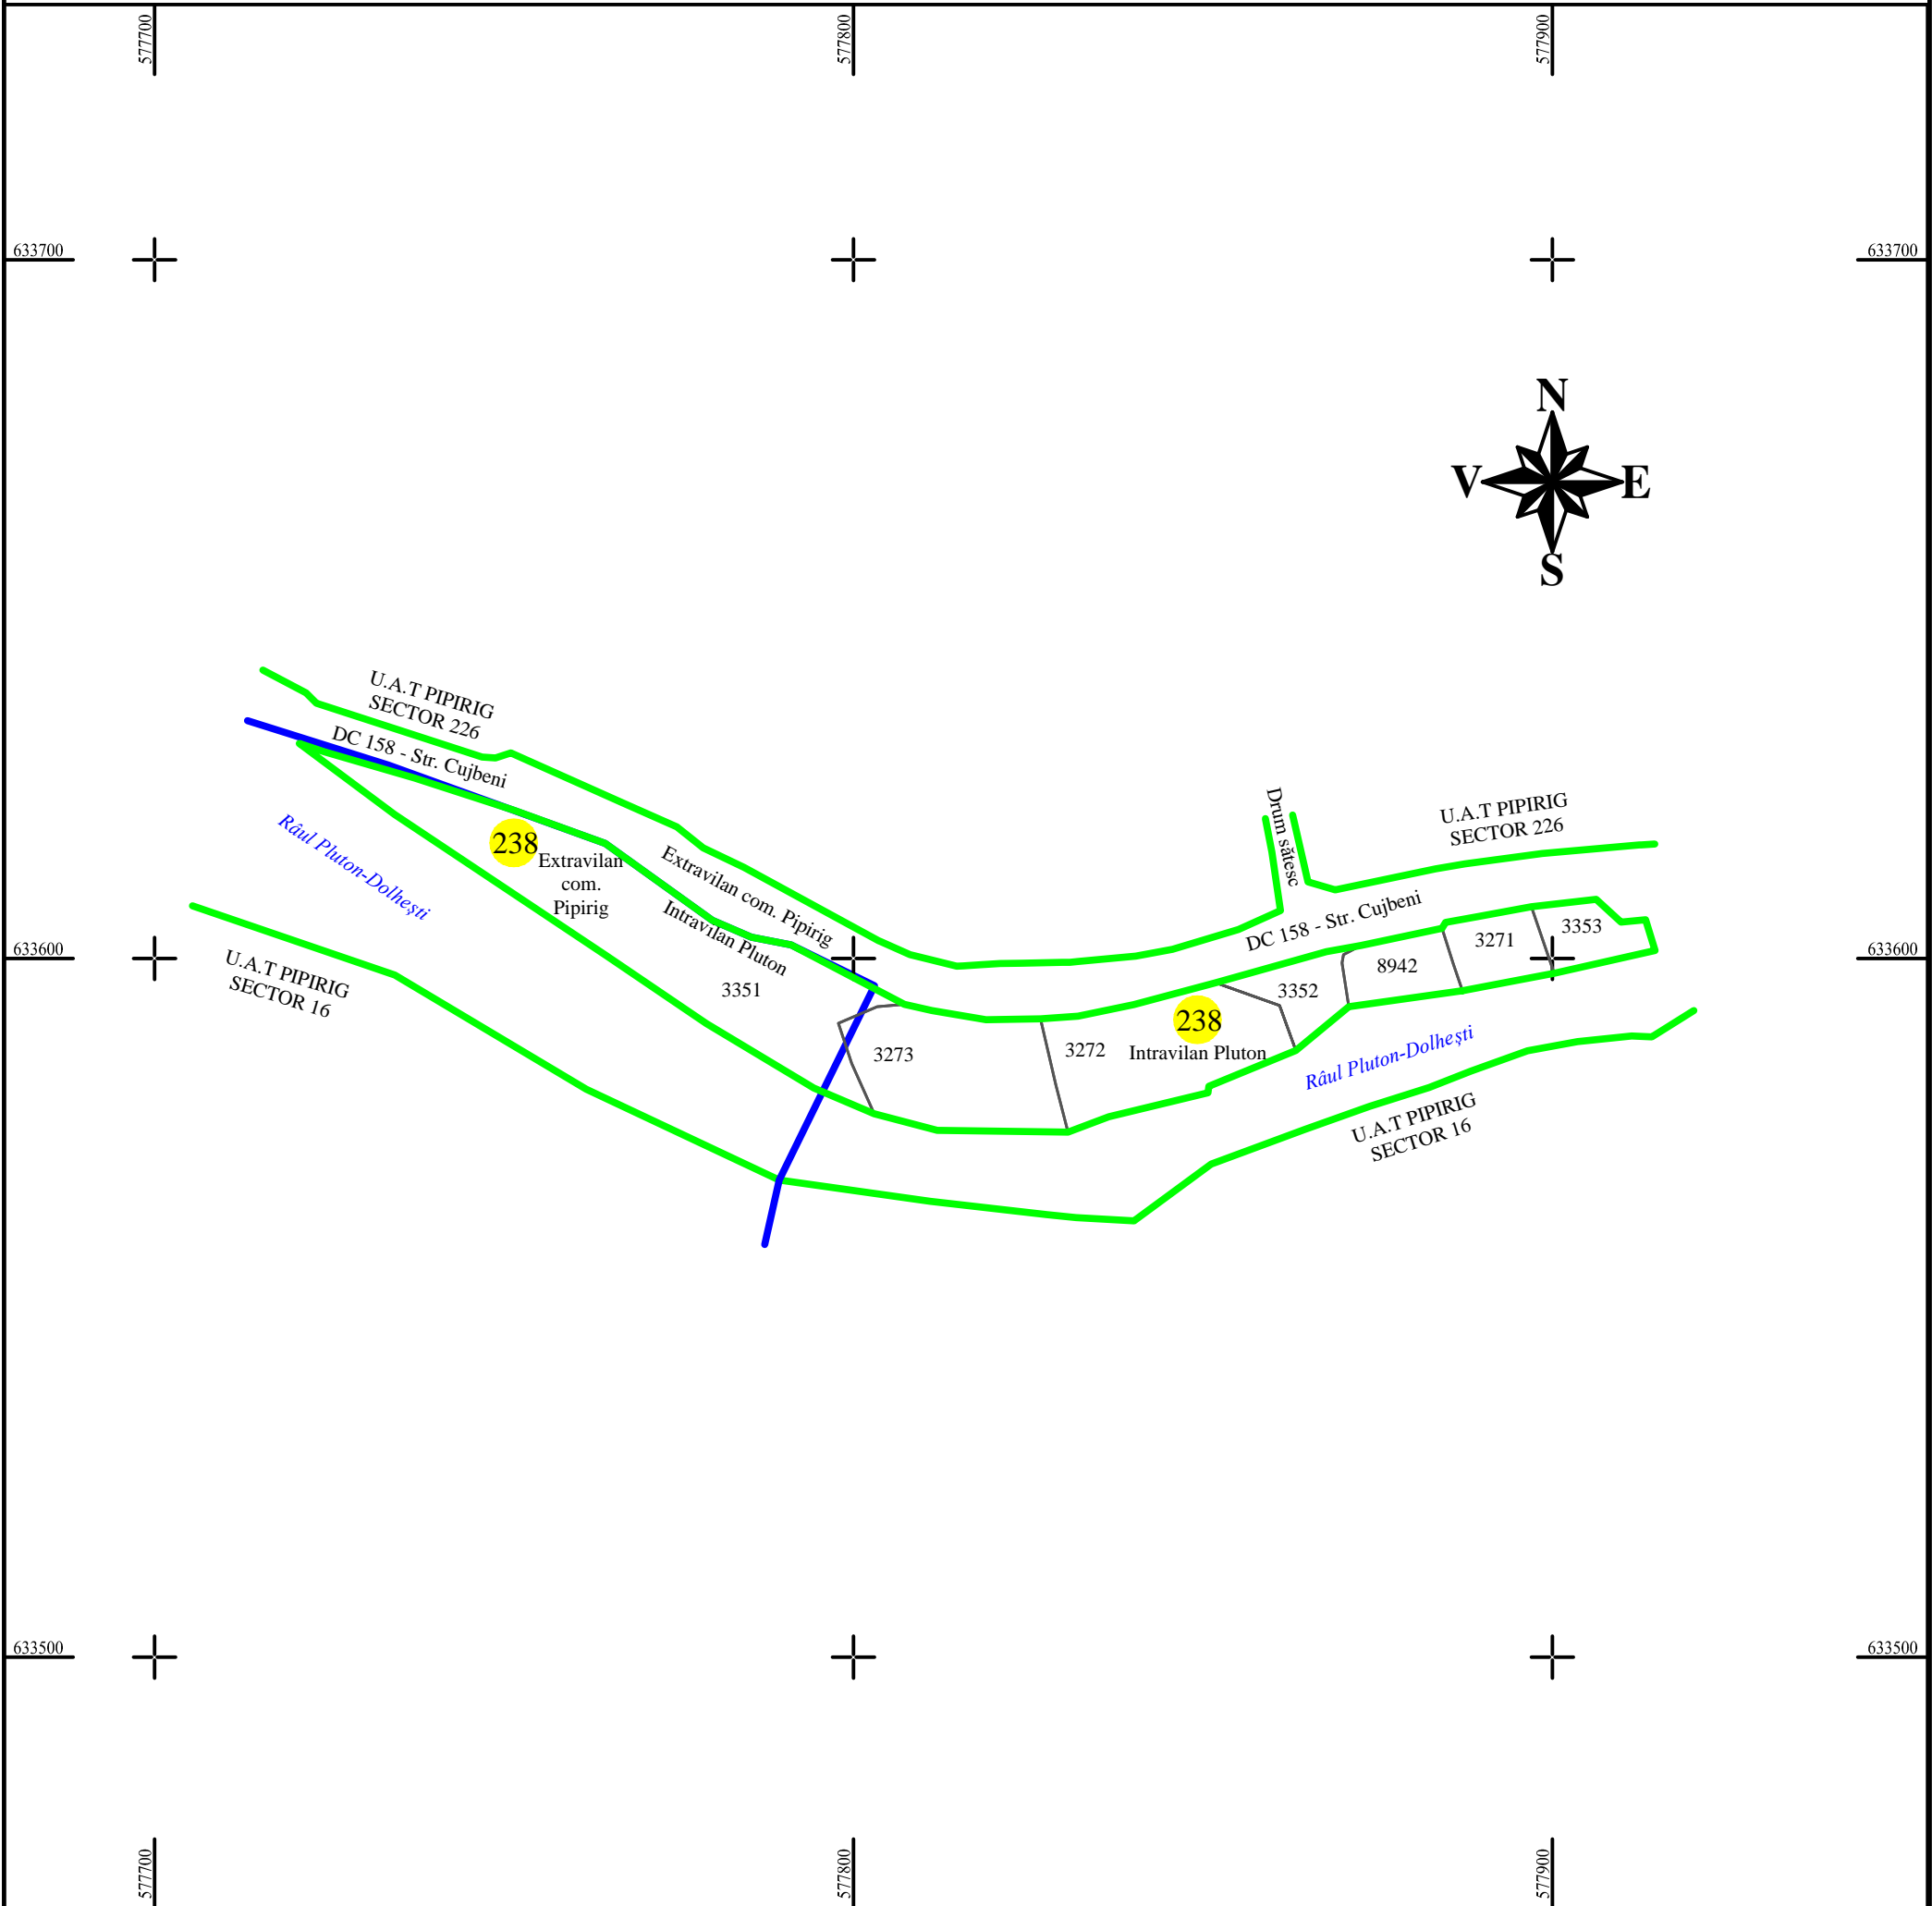 577700
577800
577900
633700
633700
N
V
E
S
U.A.T PIPIRIG
SECTOR 226
DC 158 - Str. Cujbeni
Râul Pluton-Dolhești
238
Extravilan
com.
Pipirig
Extravilan com. Pipirig
Intravilan Pluton
Drum sătesc
U.A.T PIPIRIG
SECTOR 226
DC 158 - Str. Cujbeni
633600
633600
U.A.T PIPIRIG
SECTOR 16
3351
3273
3272
238
Intravilan Pluton
3352
8942
3271
3353
Râul Pluton-Dolhești
U.A.T PIPIRIG
SECTOR 16
633500
633500
577700
577800
577900